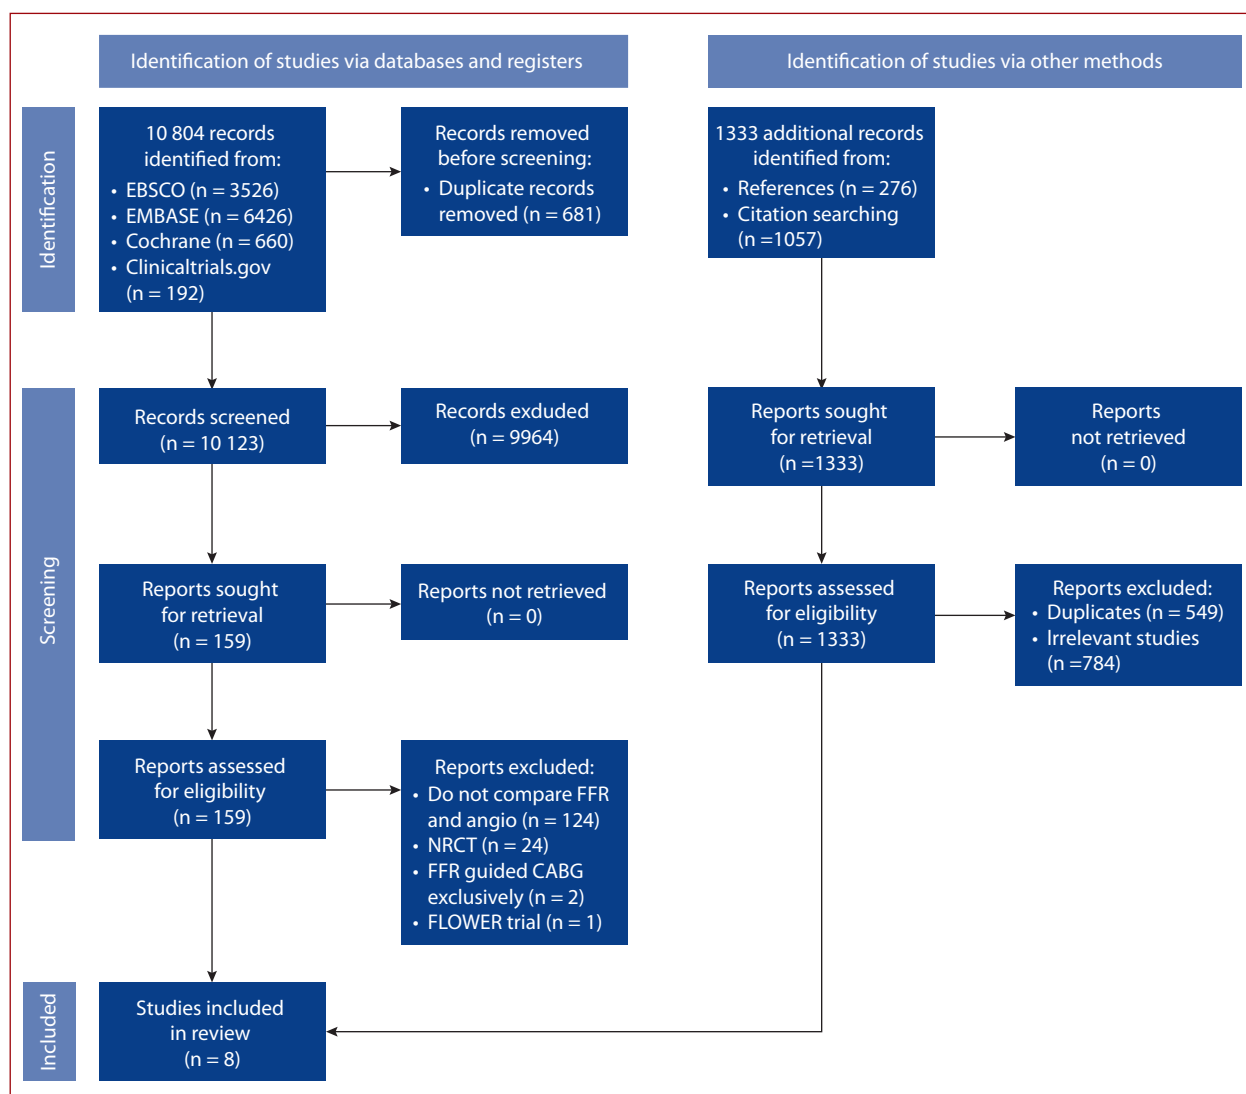 Identification of studies via databases and registers
Identification of studies via other methods
Identification
10 804 records
identified from:
• EBSCO (n = 3526)
• EMBASE (n = 6426)
• Cochrane (n = 660)
• Clinicaltrials.gov
(n = 192)
Records removed
before screening:
• Duplicate records
removed (n = 681)
1333 additional records
identified from:
• References (n = 276)
• Citation searching
(n =1057)
Screening
Records screened
(n = 10 123)
Records exduded
(n = 9964)
Reports sought
for retrieval
(n =1333)
Reports
not retrieved
(n = 0)
Reports sought
for retrieval
(n = 159)
Reports not retrieved
(n = 0)
Reports assessed
for eligibility
(n = 1333)
Reports excluded:
• Duplicates (n = 549)
• Irrelevant studies
(n =784)
Reports assessed
for eligibility
(n = 159)
Reports excluded:
• Do not compare FFR
and angio (n = 124)
• NRCT (n = 24)
• FFR guided CABG
exclusively (n = 2)
• FLOWER trial (n = 1)
Included
Studies included
in review
(n = 8)